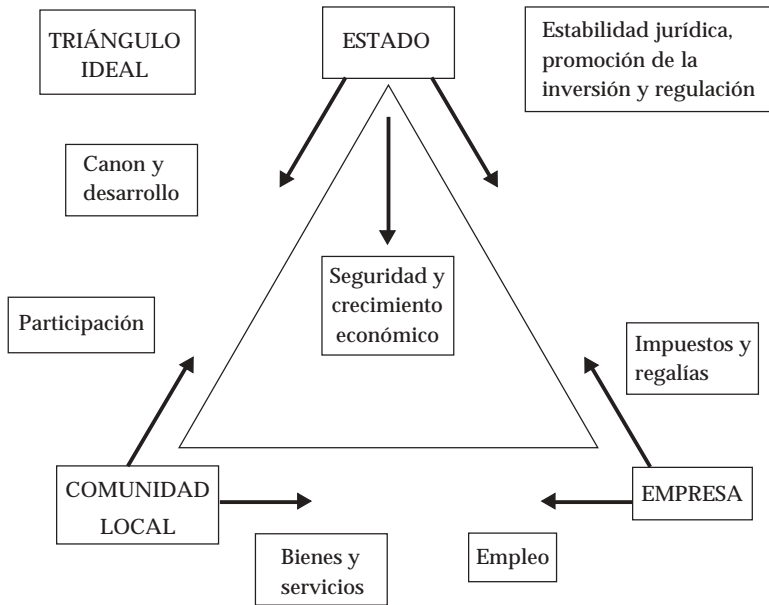 TRIÁNGULO
IDEAL
ESTADO
Estabilidad jurídica,
promoción de la
inversión y regulación
Canon y
desarrollo
Seguridad y
crecimiento
económico
Participación
Impuestos y
regalías
COMUNIDAD
LOCAL
EMPRESA
Bienes y
servicios
Empleo